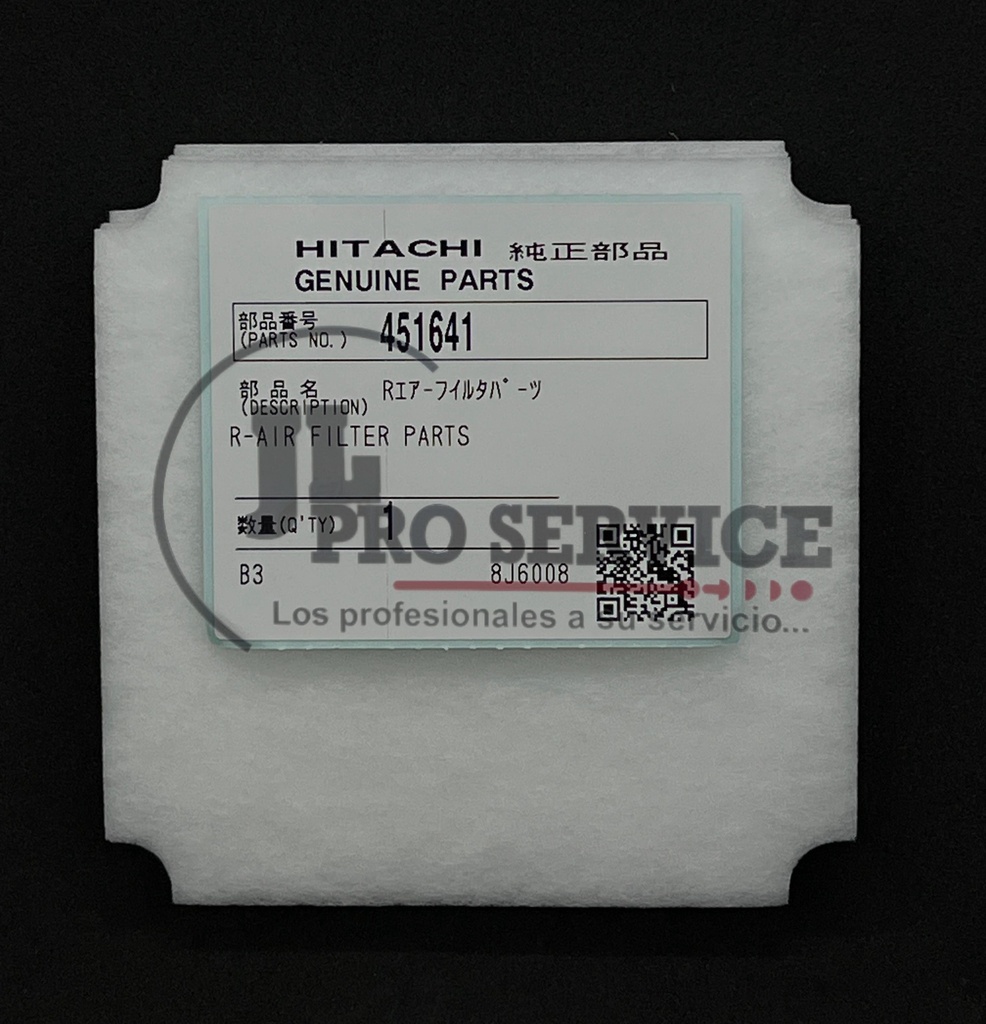 HITACHI 純正部品
GENUINE PARTS
部品番号
(PARTS NO.) 451641
部品名 Rエアーフイルタパーツ
(DESCRIPTION)
R-AIR FILTER PARTS
数量(Q'TY) 1
B3 8J6008
JL
PRO SERVICE
Los profesionales a su servicio...